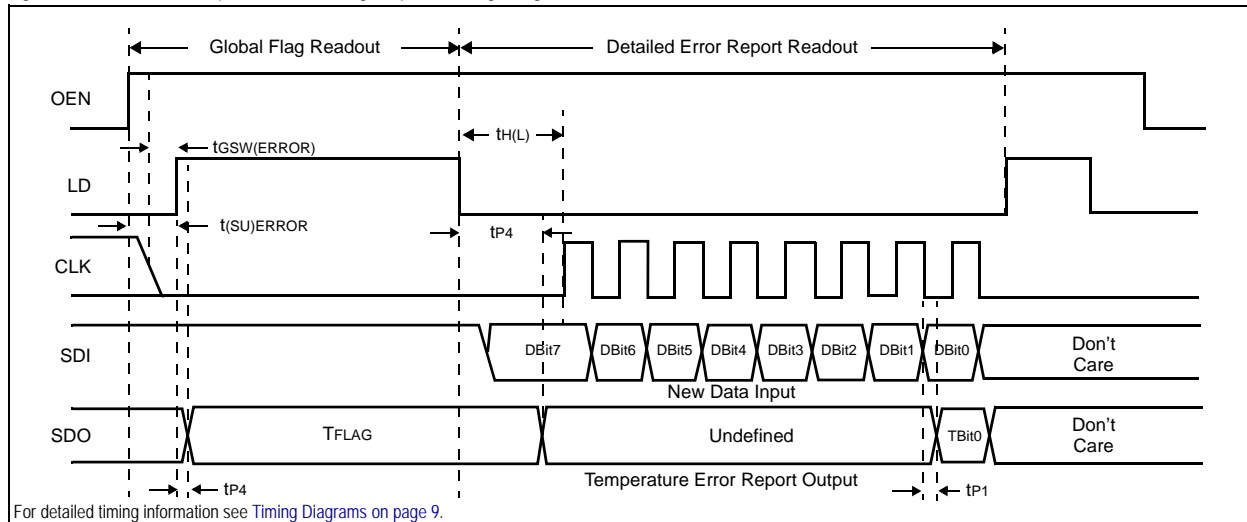 Global Flag Readout
Detailed Error Report Readout
OEN
tH(L)
tGSW(ERROR)
LD
t(SU)ERROR
tP4
CLK
SDI
DBit7 DBit6 DBit5 DBit4 DBit3 DBit2 DBit1 DBit0
Don't
Care
New Data Input
SDO
TFLAG
Undefined
TBit0
Don't
Care
Temperature Error Report Output
tP4
tP1
For detailed timing information see Timing Diagrams on page 9.